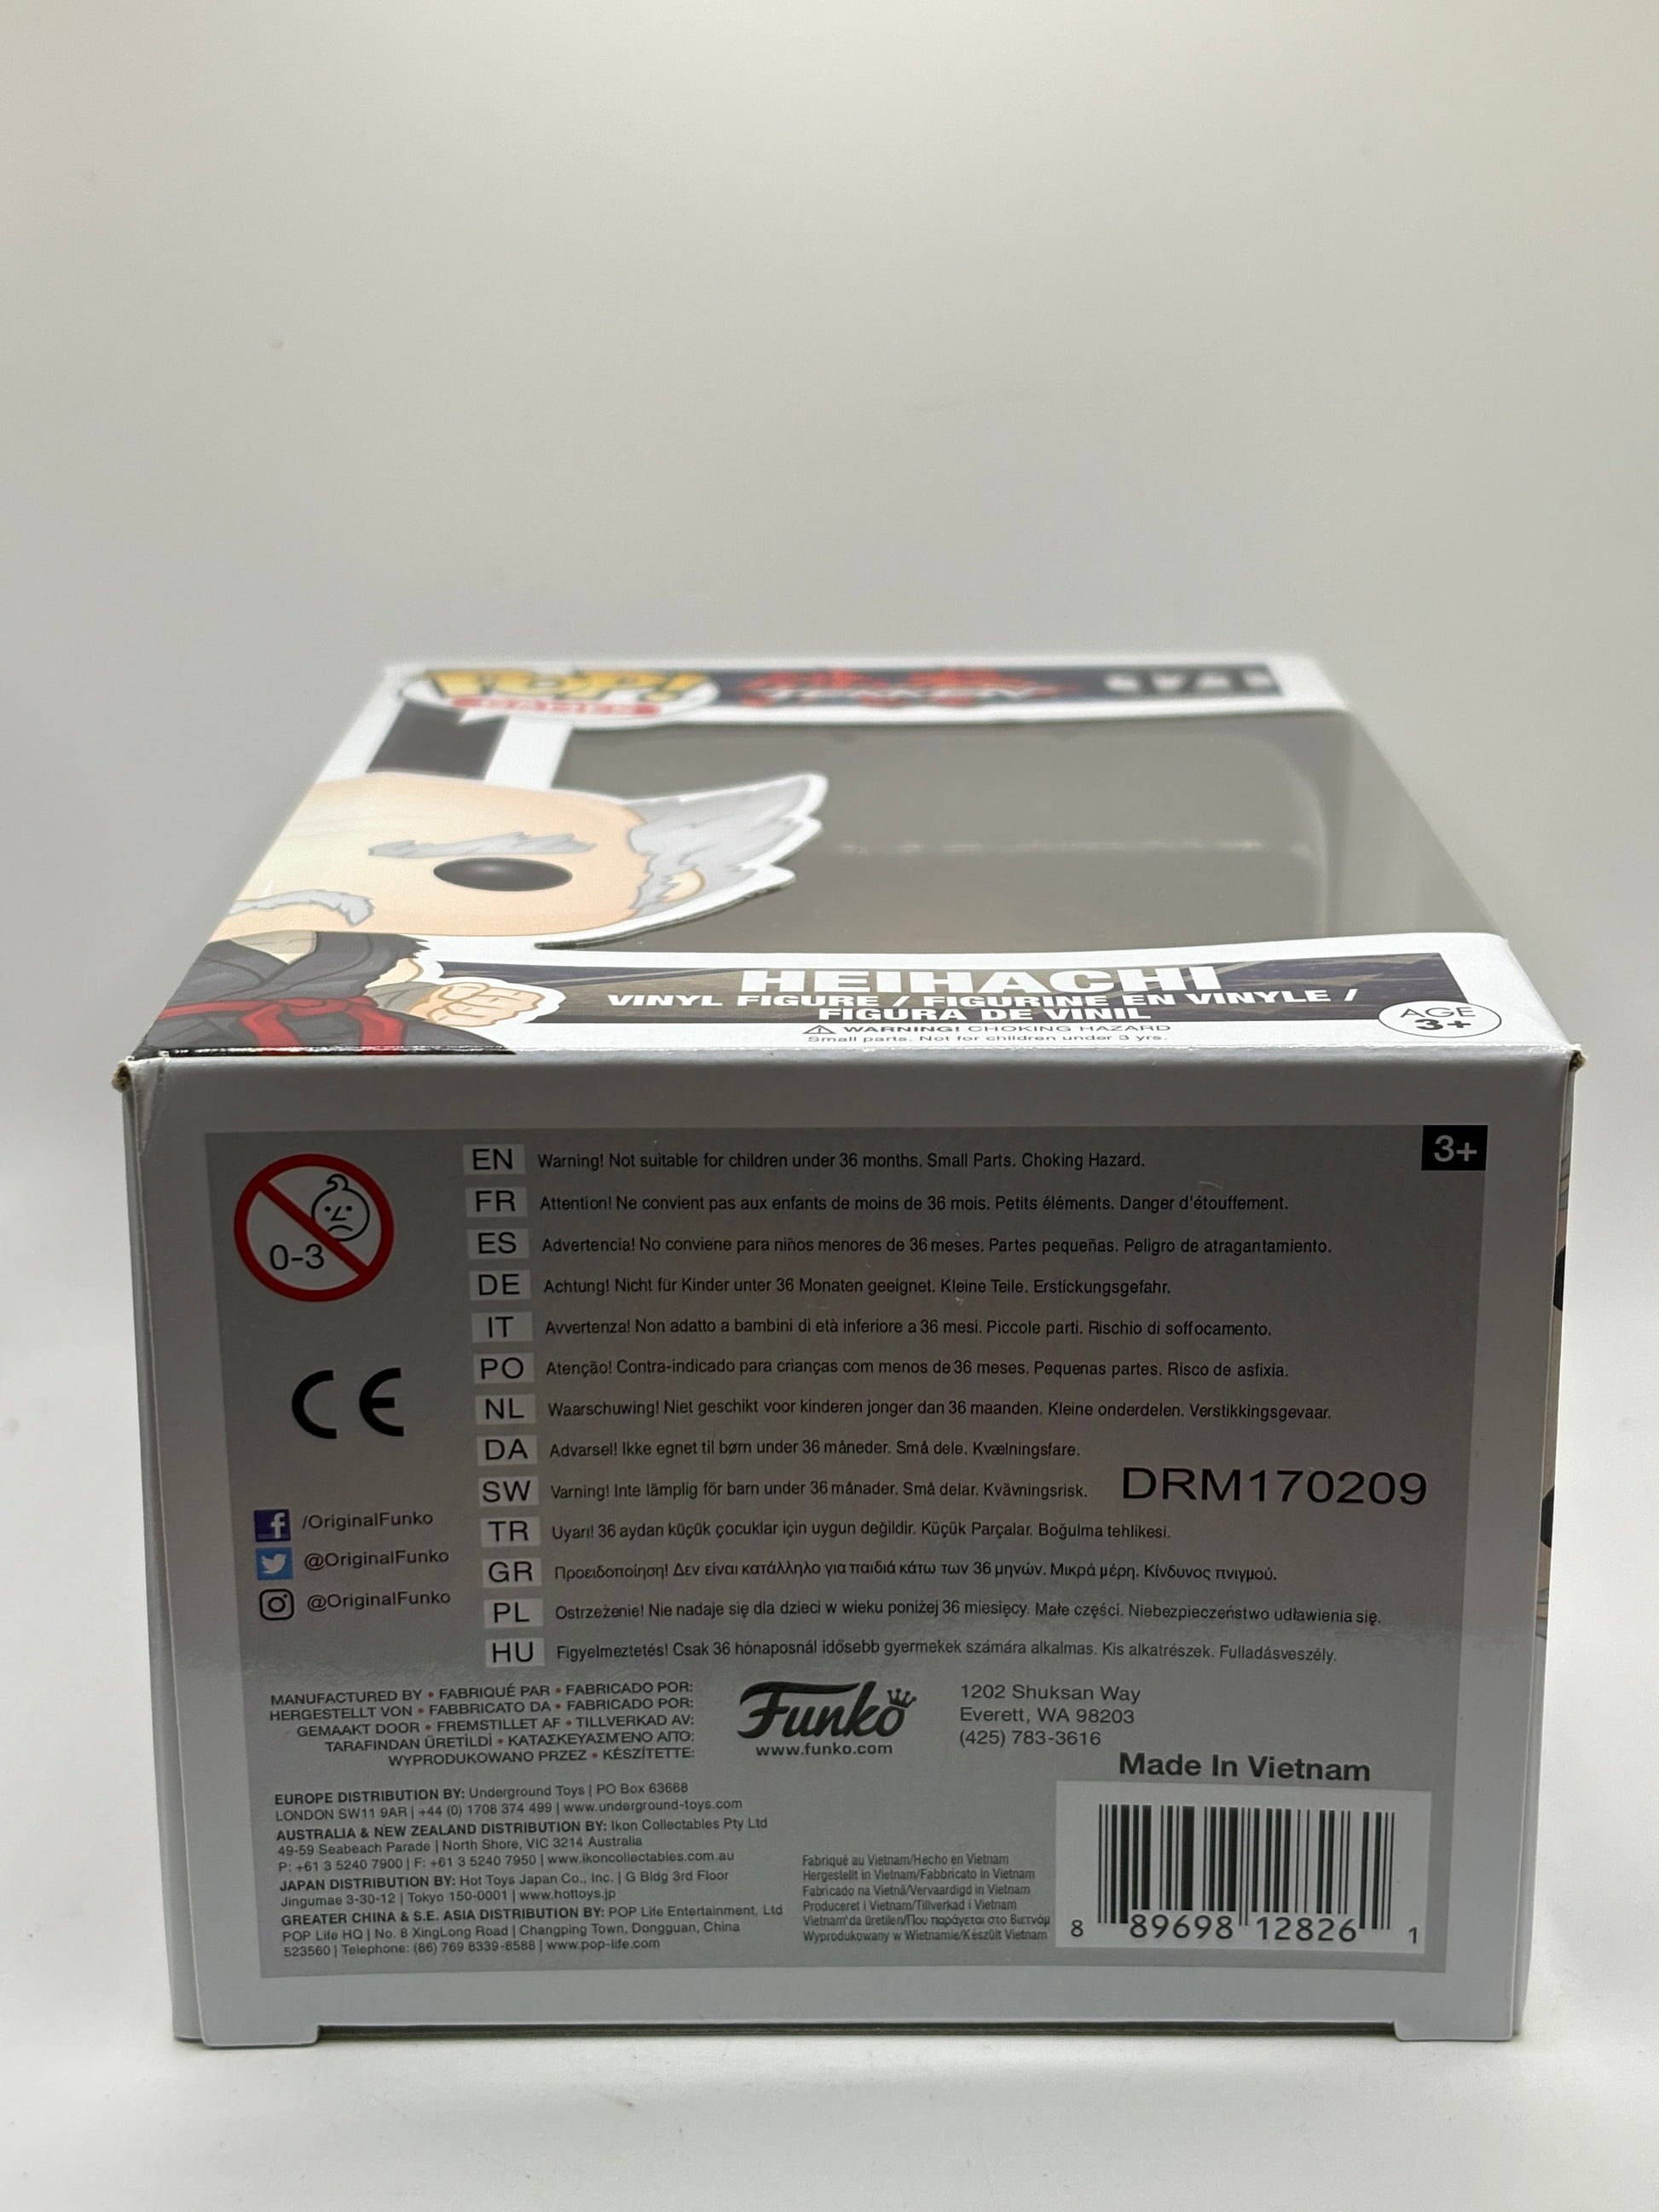 POP!
GAMES
TEKKEN
HEIHACHI
VINYL FIGURE / FIGURINE EN VINYLE /
FIGURA DE VINIL
WARNING! CHOKING HAZARD
Small parts. Not for children under 3 yrs.
AGE
3+
3+
0-3
EN Warning! Not suitable for children under 36 months. Small Parts. Choking Hazard.
FR Attention! Ne convient pas aux enfants de moins de 36 mois. Petits éléments. Danger d'étouffement.
ES Advertencia! No conviene para niños menores de 36 meses. Partes pequeñas. Peligro de atragantamiento.
DE Achtung! Nicht für Kinder unter 36 Monaten geeignet. Kleine Teile. Erstickungsgefahr.
IT Avvertenza! Non adatto a bambini di età inferiore a 36 mesi. Piccole parti. Rischio di soffocamento.
PO Atenção! Contra-indicado para crianças com menos de 36 meses. Pequenas partes. Risco de asfixia.
NL Waarschuwing! Niet geschikt voor kinderen jonger dan 36 maanden. Kleine onderdelen. Verstikkingsgevaar.
DA Advarsel! Ikke egnet til børn under 36 måneder. Små dele. Kvælningsfare.
SW Varning! Inte lämplig för barn under 36 månader. Små delar. Kvävningsrisk.
DRM170209
TR Uyarı! 36 aydan küçük çocuklar için uygun değildir. Küçük Parçalar. Boğulma tehlikesi.
GR Προειδοποίηση! Δεν είναι κατάλληλο για παιδιά κάτω των 36 μηνών. Μικρά μέρη. Κίνδυνος πνιγμού.
PL Ostrzeżenie! Nie nadaje się dla dzieci w wieku poniżej 36 miesięcy. Małe części. Niebezpieczeństwo udławienia się.
HU Figyelmeztetés! Csak 36 hónaposnál idősebb gyermekek számára alkalmas. Kis alkatrészek. Fulladásveszély.
CE
/OriginalFunko
@OriginalFunko
@OriginalFunko
MANUFACTURED BY • FABRIQUÉ PAR • FABRICADO POR:
HERGESTELLT VON • FABBRICATO DA • FABRICADO POR:
GEMAAKT DOOR • FREMSTILLET AF • TILLVERKAD AV:
TARAFINDAN ÜRETİLDİ • ΚΑΤΑΣΚΕΥΑΣΜΈΝΟ ΑΠΌ:
WYPRODUKOWANO PRZEZ • KÉSZÍTETTE:
Funko
www.funko.com
1202 Shuksan Way
Everett, WA 98203
(425) 783-3616
Made In Vietnam
EUROPE DISTRIBUTION BY: Underground Toys | PO Box 63668
LONDON SW11 9AR | +44 (0) 1708 374 499 | www.underground-toys.com
AUSTRALIA & NEW ZEALAND DISTRIBUTION BY: Ikon Collectables Pty Ltd
49-59 Seabeach Parade | North Shore, VIC 3214 Australia
P: +61 3 5240 7900 | F: +61 3 5240 7950 | www.ikoncollectables.com.au
JAPAN DISTRIBUTION BY: Hot Toys Japan Co., Inc. | G Bldg 3rd Floor
Jingumae 3-30-12 | Tokyo 150-0001 | www.hottoys.jp
GREATER CHINA & S.E. ASIA DISTRIBUTION BY: POP Life Entertainment, Ltd
POP Life HQ | No. 8 XingLong Road | Changping Town, Dongguan, China
523560 | Telephone: (86) 769 8339-8588 | www.pop-life.com
Fabriqué au Vietnam/Hecho en Vietnam
Hergestellt in Vietnam/Fabbricato In Vietnam
Fabricado na Vietnã/Vervaardigd in Vietnam
Produceret i Vietnam/Tillverkad i Vietnam
Vietnam'da üretilen/Που παράγεται στο Βιετνάμ
Wyprodukowany w Wietnamie/Készült Vietnam
8 89698 12826 1